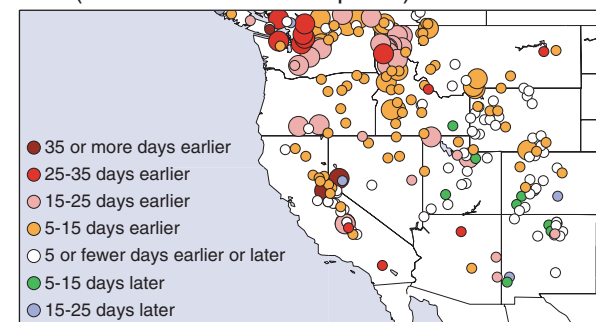 35 or more days earlier
25-35 days earlier
15-25 days earlier
5-15 days earlier
5 or fewer days earlier or later
5-15 days later
15-25 days later